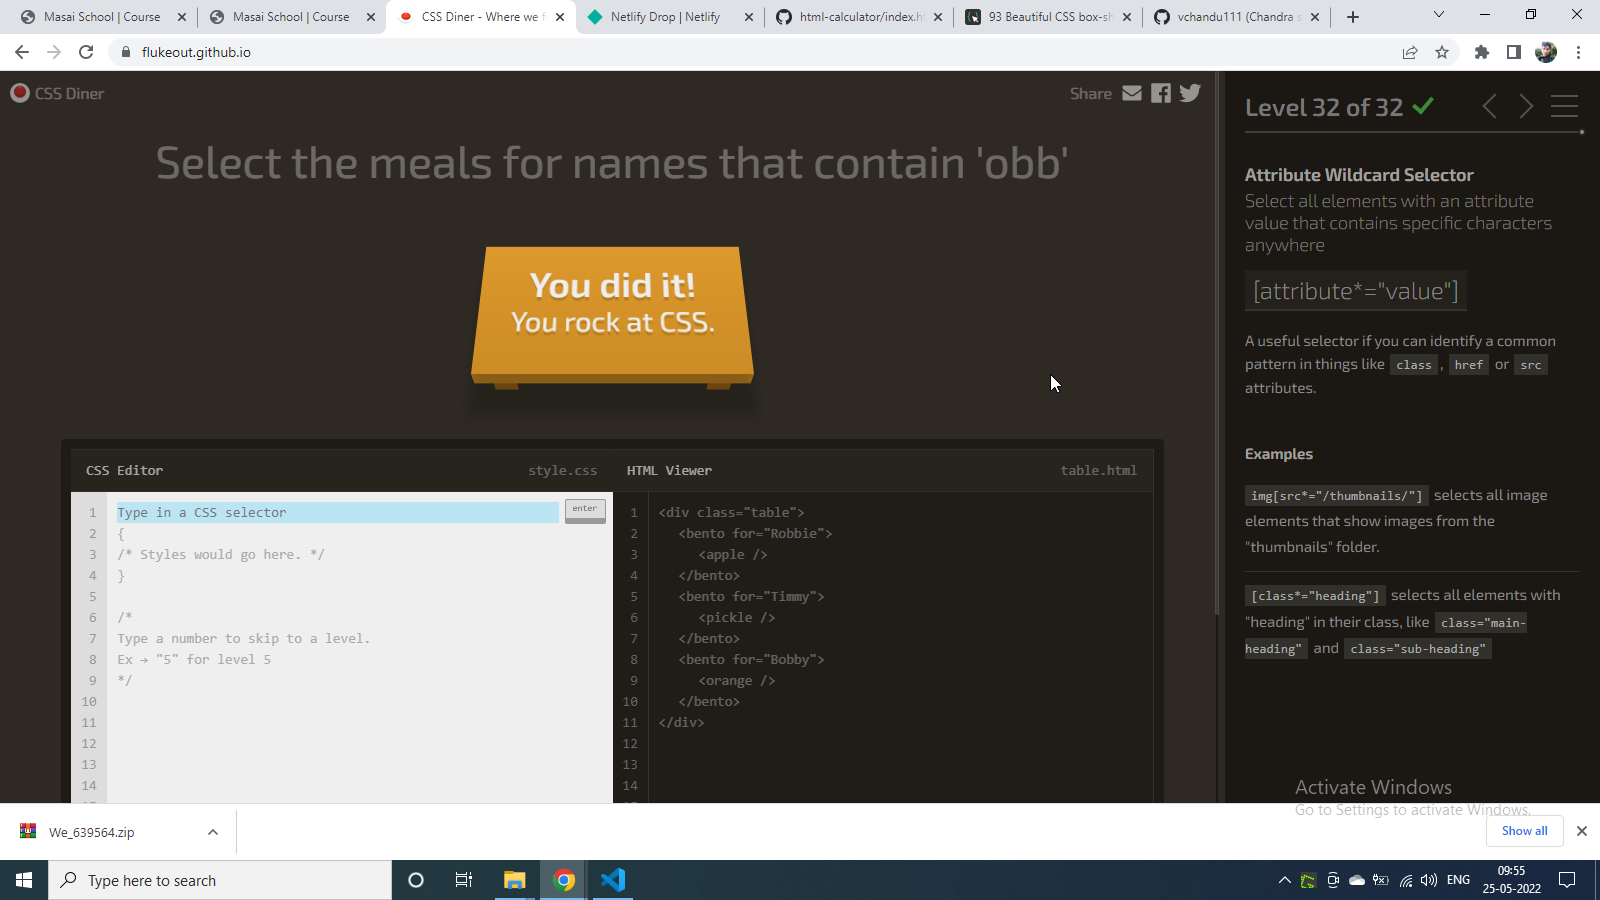 Masai School | Course
Masai School | Course
CSS Diner - Where we f
Netlify Drop | Netlify
html-calculator/index.h
93 Beautiful CSS box-sh
vchandu111 (Chandra s
flukeout.github.io
CSS Diner
Share
Level 32 of 32
Select the meals for names that contain 'obb'
You did it!
You rock at CSS.
Attribute Wildcard Selector
Select all elements with an attribute
value that contains specific characters
anywhere
[attribute*="value"]
A useful selector if you can identify a common
pattern in things like class , href or src
attributes.
Examples
img[src*="/thumbnails/"] selects all image
elements that show images from the
"thumbnails" folder.
[class*="heading"] selects all elements with
"heading" in their class, like class="main-
heading" and class="sub-heading"
CSS Editor
style.css
1 Type in a CSS selector
enter
2 {
3 /* Styles would go here. */
4 }
5
6 /*
7 Type a number to skip to a level.
8 Ex → "5" for level 5
9 */
10
11
12
13
14
HTML Viewer
table.html
1 <div class="table">
2 <bento for="Robbie">
3 <apple />
4 </bento>
5 <bento for="Timmy">
6 <pickle />
7 </bento>
8 <bento for="Bobby">
9 <orange />
10 </bento>
11 </div>
12
13
14
Activate Windows
Go to Settings to activate Windows.
We_639564.zip
Show all
Type here to search
ENG
09:55
25-05-2022